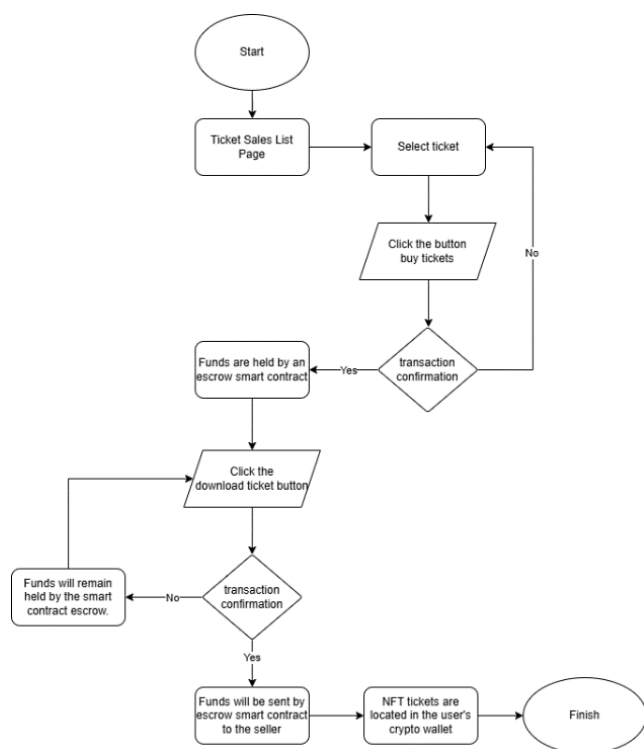 Start
Ticket Sales List
Page
Select ticket
Click the button
buy tickets
No
transaction
confirmation
Yes
Funds are held by an
escrow smart contract
Click the
download ticket button
transaction
confirmation
No
Funds will remain
held by the smart
contract escrow.
Yes
Funds will be sent by
escrow smart contract
to the seller
NFT tickets are
located in the user's
crypto wallet
Finish